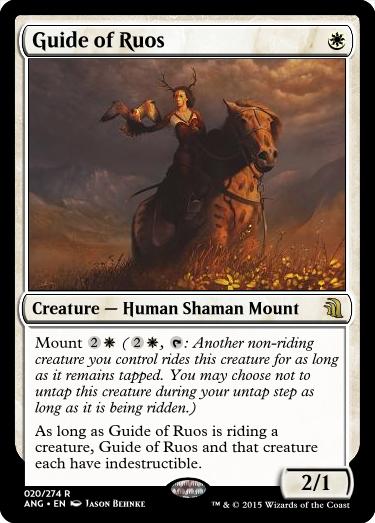 Guide of Ruos
Creature — Human Shaman Mount
Mount 2 ( 2 , : Another non-riding
creature you control rides this creature for as long
as it remains tapped. You may choose not to
untap this creature during your untap step as
long as it is being ridden.)
As long as Guide of Ruos is riding a
creature, Guide of Ruos and that creature
each have indestructible.
2/1
020/274 R
ANG • EN Jason Behnke
™ & © 2015 Wizards of the Coast